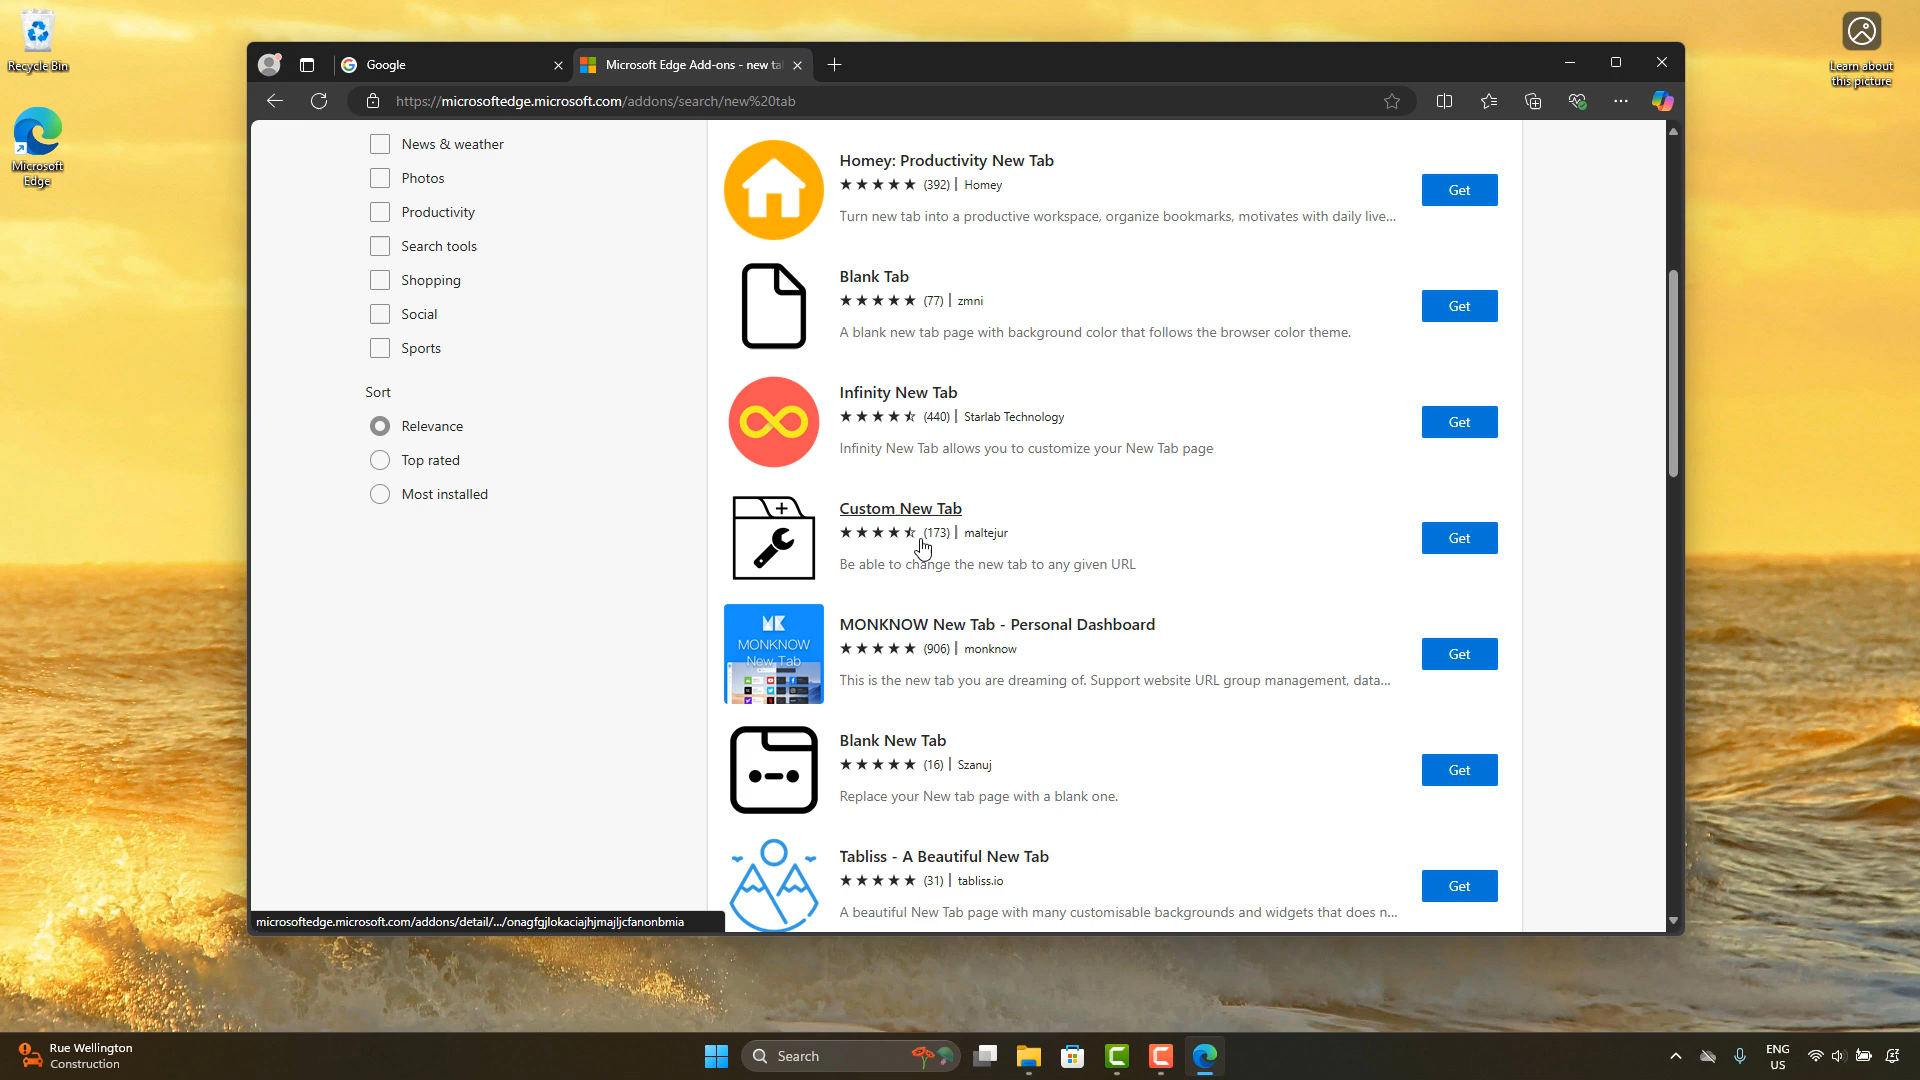 Recycle Bin
Microsoft
Edge
Learn about
this picture
Google
Microsoft Edge Add-ons - new ta
https://microsoftedge.microsoft.com/addons/search/new%20tab
News & weather
Photos
Productivity
Search tools
Shopping
Social
Sports
Sort
Relevance
Top rated
Most installed
Homey: Productivity New Tab
(392) | Homey
Turn new tab into a productive workspace, organize bookmarks, motivates with daily live...
Get
Blank Tab
(77) | zmni
A blank new tab page with background color that follows the browser color theme.
Get
Infinity New Tab
(440) | Starlab Technology
Infinity New Tab allows you to customize your New Tab page
Get
Custom New Tab
(173) | maltejur
Be able to change the new tab to any given URL
Get
MK
MONKNOW
New Tab
MONKNOW New Tab - Personal Dashboard
(906) | monknow
This is the new tab you are dreaming of. Support website URL group management, data...
Get
Blank New Tab
(16) | Szanuj
Replace your New tab page with a blank one.
Get
Tabliss - A Beautiful New Tab
(31) | tabliss.io
A beautiful New Tab page with many customisable backgrounds and widgets that does n...
Get
microsoftedge.microsoft.com/addons/detail/.../onagfgjlokaciajhjmajljcfanonbmia
Rue Wellington
Construction
Search
ENG
US